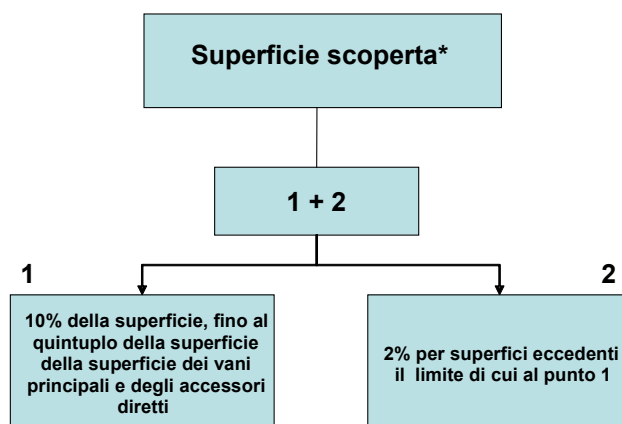 Superficie scoperta*
1 + 2
1
2
10% della superficie, fino al
quintuplo della superficie
della superficie dei vani
principali e degli accessori
diretti
2% per superfici eccedenti
il limite di cui al punto 1